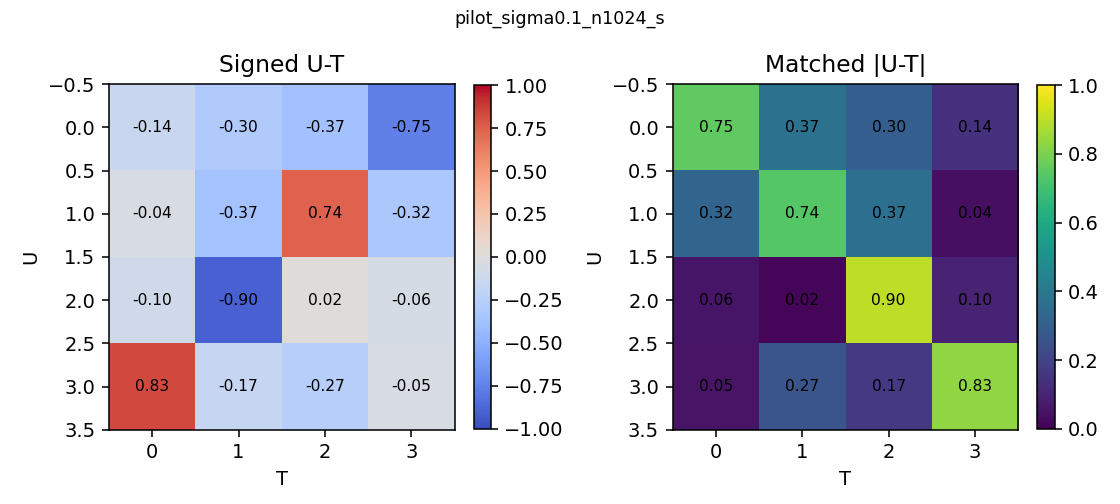 pilot_sigma0.1_n1024_s
Signed U-T
−0.5
0.0
0.5
1.0
1.5
2.0
2.5
3.0
3.5
U
-0.14 -0.30 -0.37 -0.75
-0.04 -0.37 0.74 -0.32
-0.10 -0.90 0.02 -0.06
0.83 -0.17 -0.27 -0.05
0 1 2 3
T
1.00
0.75
0.50
0.25
0.00
−0.25
−0.50
−0.75
−1.00
Matched |U-T|
−0.5
0.0
0.5
1.0
1.5
2.0
2.5
3.0
3.5
U
0.75 0.37 0.30 0.14
0.32 0.74 0.37 0.04
0.06 0.02 0.90 0.10
0.05 0.27 0.17 0.83
0 1 2 3
T
1.0
0.8
0.6
0.4
0.2
0.0